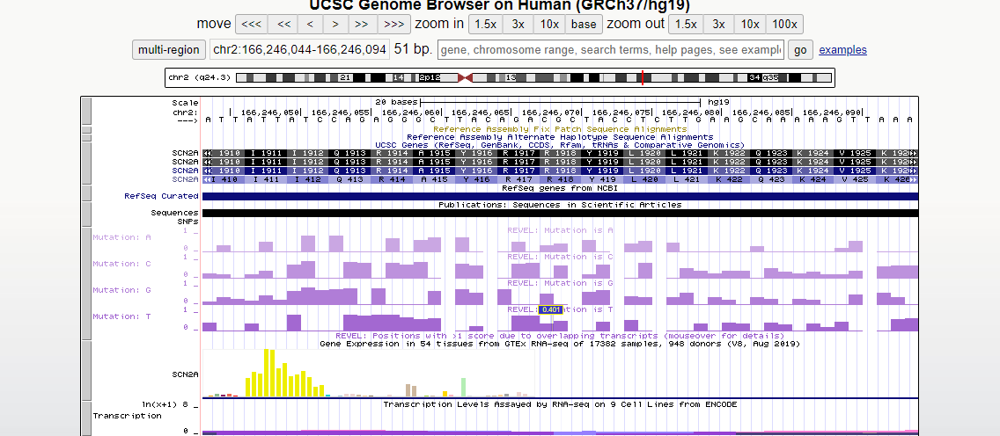 UCSC Genome Browser on Human (GRCh37/hg19)
move <<< << < > >> >>> zoom in 1.5x 3x 10x base zoom out 1.5x 3x 10x 100x
multi-region chr2:166,246,044-166,246,094 51 bp. gene, chromosome range, search terms, help pages, see exampl go examples
chr2 (q24.3) 21 14 2p12 13 34 q35
Scale 20 bases hg19
chr2: 166,246,050 166,246,055 166,246,060 166,246,065 166,246,070 166,246,075 166,246,080 166,246,085 166,246,090
--->
Reference Assembly Fix Patch Sequence Alignments
Reference Assembly Alternate Haplotype Sequence Alignments
UCSC Genes (RefSeq, GenBank, CCDS, Rfam, tRNAs & Comparative Genomics)
SCN2A 1910 I 1911 I 1912 Q 1913 R 1914 A 1915 Y 1916 R 1917 R 1918 Y 1919 L 1920 L 1921 K 1922 Q 1923 K 1924 V 1925 K 192
SCN2A 1910 I 1911 I 1912 Q 1913 R 1914 A 1915 Y 1916 R 1917 R 1918 Y 1919 L 1920 L 1921 K 1922 Q 1923 K 1924 V 1925 K 192
SCN2A 1910 I 1911 I 1912 Q 1913 R 1914 A 1915 Y 1916 R 1917 R 1918 Y 1919 L 1920 L 1921 K 1922 Q 1923 K 1924 V 1925 K 192
SCN2A I 410 I 411 I 412 Q 413 R 414 A 415 Y 416 R 417 R 418 Y 419 L 420 L 421 K 422 Q 423 K 424 V 425 K 426
RefSeq genes from NCBI
RefSeq Curated
Publications: Sequences in Scientific Articles
Sequences
SNPs
1 _ REVEL: Mutation is A
Mutation: A
0 _
1 _ REVEL: Mutation is C
Mutation: C
0 _
1 _ REVEL: Mutation is G
Mutation: G
0 _
1 _ REVEL: 0.401 tion is T
Mutation: T
0 _
REVEL: Positions with >1 score due to overlapping transcripts (mouseover for details)
Gene Expression in 54 tissues from GTEx RNA-seq of 17382 samples, 948 donors (V8, Aug 2019)
SCN2A
ln(x+1) 8 _ Transcription Levels Assayed by RNA-seq on 9 Cell Lines from ENCODE
Transcription
0 _